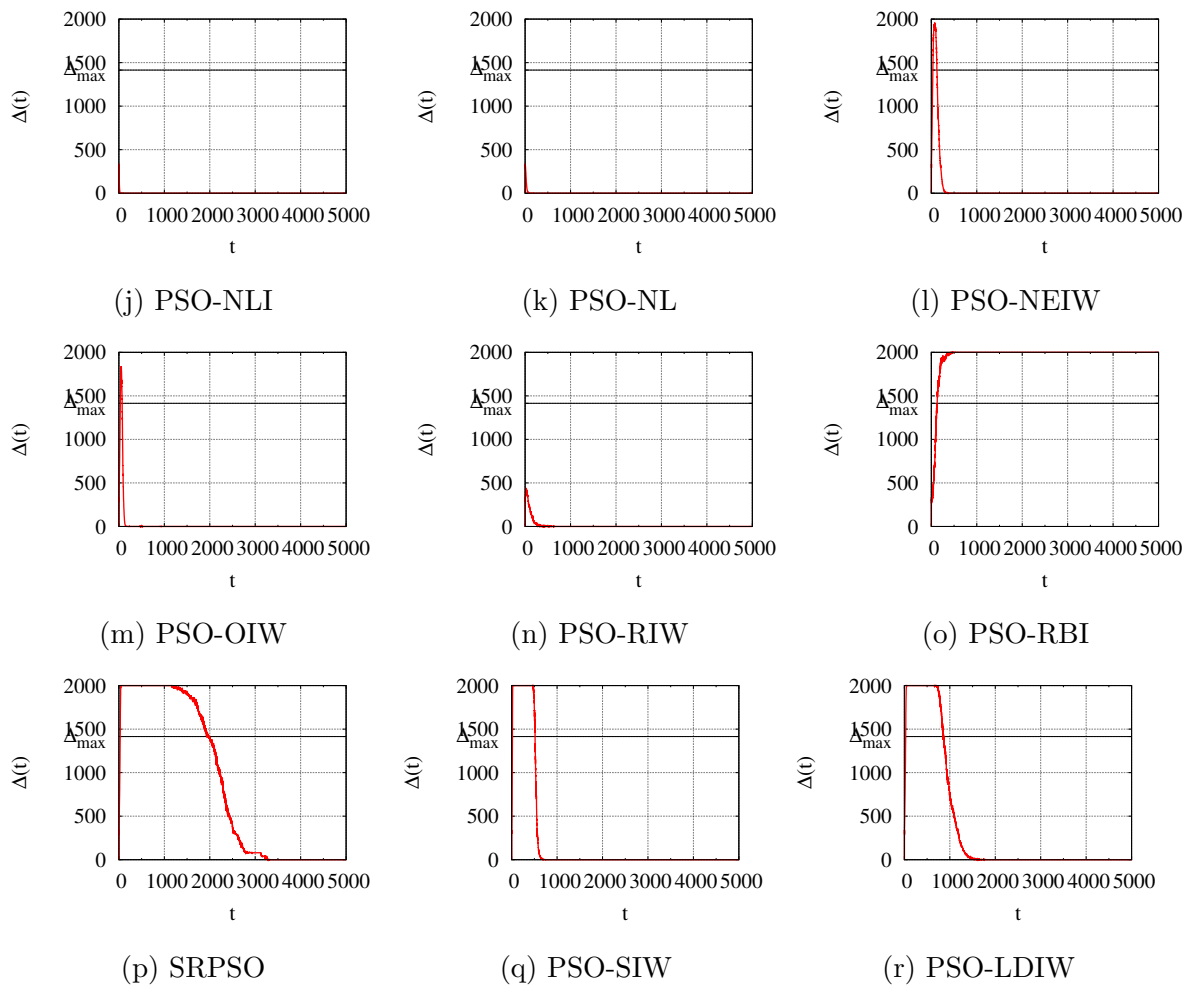 2000 2000 2000
1500 1500 1500
Δmax Δmax Δmax
Δ(t) 1000 Δ(t) 1000 Δ(t) 1000
500 500 500
0 0 0
0 1000 2000 3000 4000 5000 0 1000 2000 3000 4000 5000 0 1000 2000 3000 4000 5000
t t t
(j) PSO-NLI (k) PSO-NL (l) PSO-NEIW
2000 2000 2000
1500 1500 1500
Δmax Δmax Δmax
Δ(t) 1000 Δ(t) 1000 Δ(t) 1000
500 500 500
0 0 0
0 1000 2000 3000 4000 5000 0 1000 2000 3000 4000 5000 0 1000 2000 3000 4000 5000
t t t
(m) PSO-OIW (n) PSO-RIW (o) PSO-RBI
2000 2000 2000
1500 1500 1500
Δmax Δmax Δmax
Δ(t) 1000 Δ(t) 1000 Δ(t) 1000
500 500 500
0 0 0
0 1000 2000 3000 4000 5000 0 1000 2000 3000 4000 5000 0 1000 2000 3000 4000 5000
t t t
(p) SRPSO (q) PSO-SIW (r) PSO-LDIW